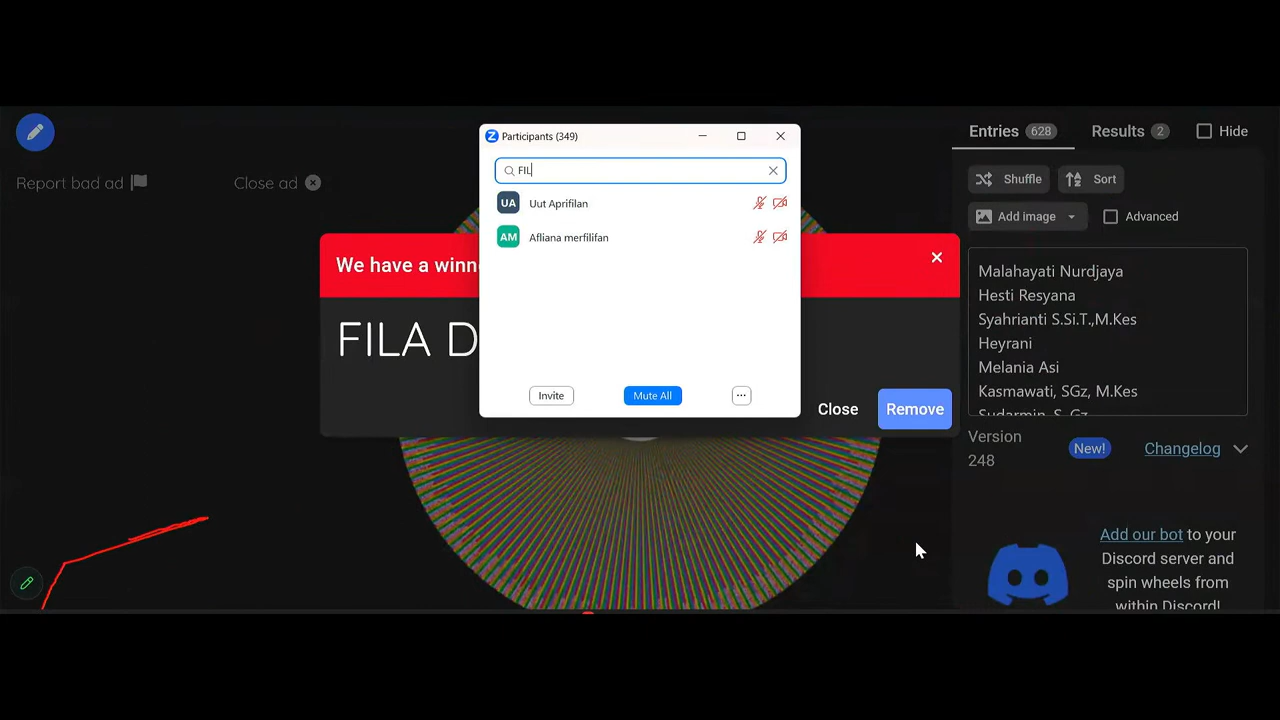 Participants (349)
FIL
UA Uut Aprifilan
AM Afliana merfilifan
Invite
Mute All
...
Report bad ad
Close ad
We have a winn
FILA D
Close
Remove
Entries 628
Results 2
Hide
Shuffle
Sort
Add image
Advanced
Malahayati Nurdjaya
Hesti Resyana
Syahrianti S.Si.T.,M.Kes
Heyrani
Melania Asi
Kasmawati, SGz, M.Kes
Sudarmin, S, Gz
Version
248
New!
Changelog
Add our bot to your
Discord server and
spin wheels from
within Discord!